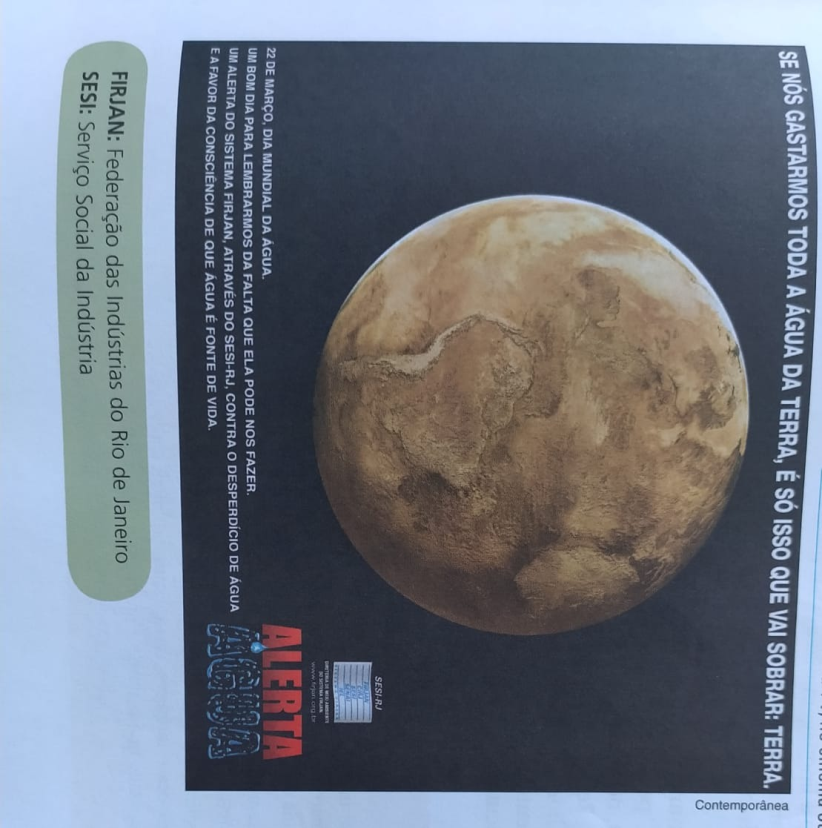 SE NÓS GASTARMOS TODA A ÁGUA DA TERRA, É SÓ ISSO QUE VAI SOBRAR: TERRA.
Contemporânea
22 DE MARÇO, DIA MUNDIAL DA ÁGUA.
UM BOM DIA PARA LEMBRARMOS DA FALTA QUE ELA PODE NOS FAZER.
UM ALERTA DO SISTEMA FIRJAN, ATRAVÉS DO SESI-RJ, CONTRA O DESPERDÍCIO DE ÁGUA
E A FAVOR DA CONSCIÊNCIA DE QUE ÁGUA É FONTE DE VIDA.
SESI-RJ
www.firjan.org.br
ALERTA
ÁGUA
FIRJAN: Federação das Indústrias do Rio de Janeiro
SESI: Serviço Social da Indústria